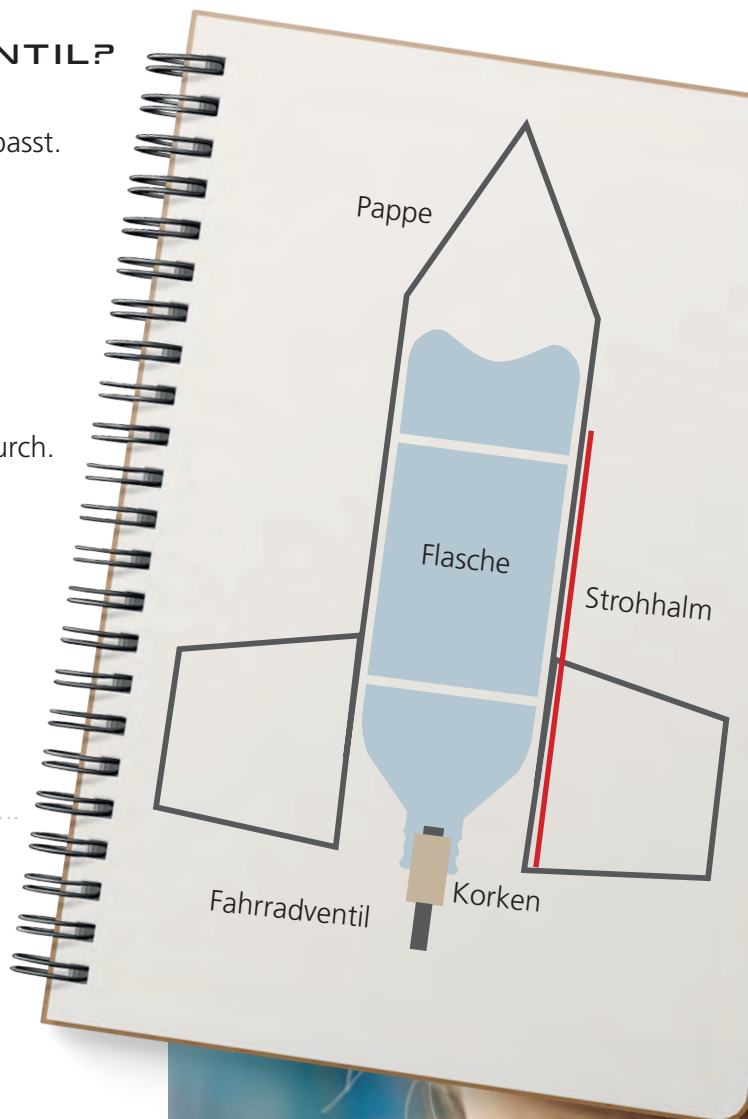 NTIL?
passt.
Pappe
urch.
Flasche
Strohhalm
Fahrradventil
Korken